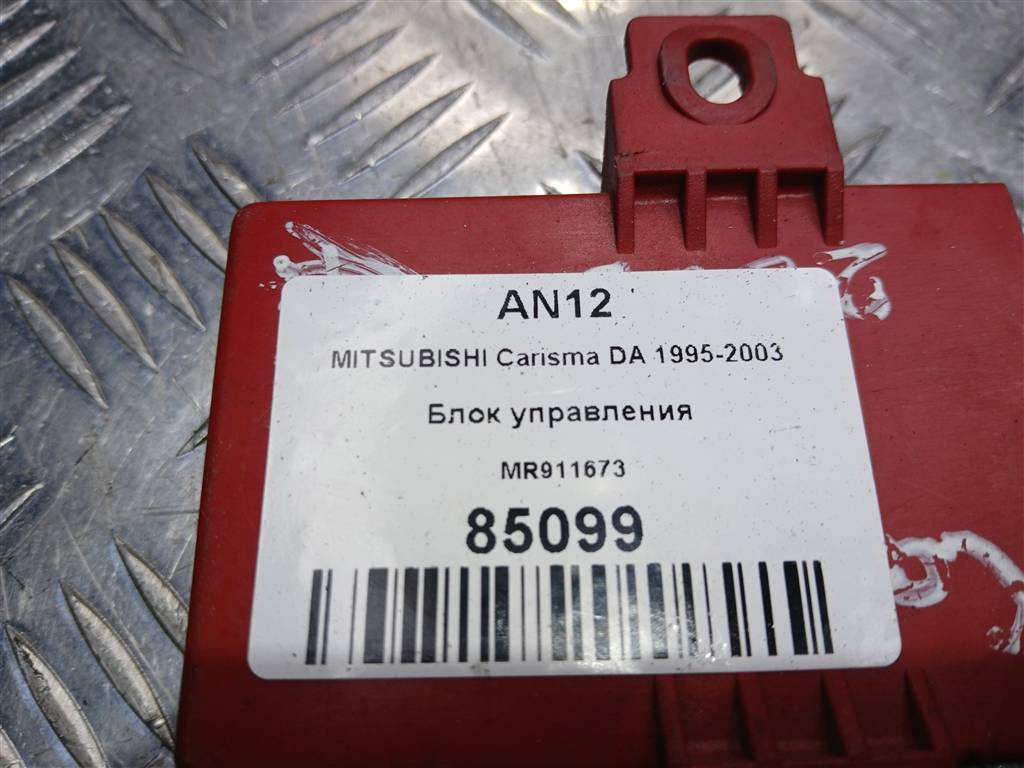 AN12
MITSUBISHI Carisma DA 1995-2003
Блок управления
MR911673
85099